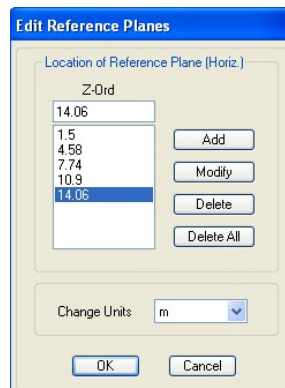 Edit Reference Planes
Location of Reference Plane (Horiz.)
Z-Ord
14.06
1.5
4.58
7.74
10.9
14.06
Add
Modify
Delete
Delete All
Change Units
m
OK
Cancel